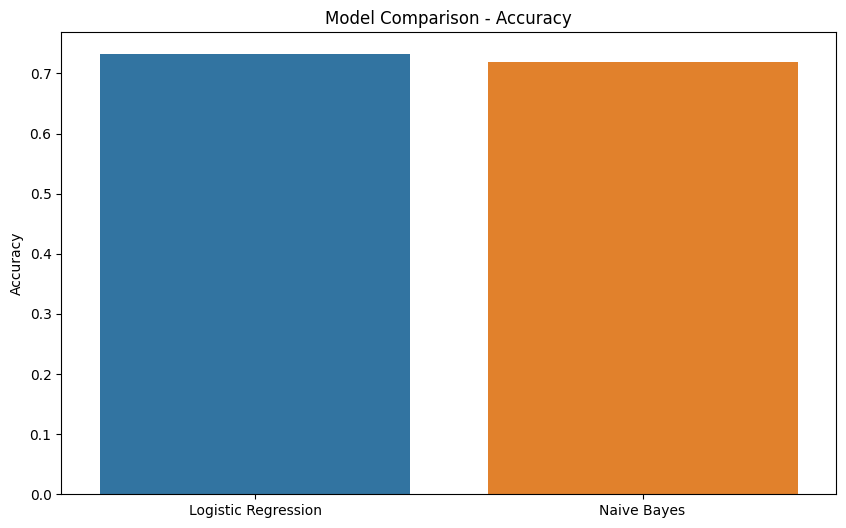 Model Comparison - Accuracy
Accuracy
0.7
0.6
0.5
0.4
0.3
0.2
0.1
0.0
Logistic Regression
Naive Bayes